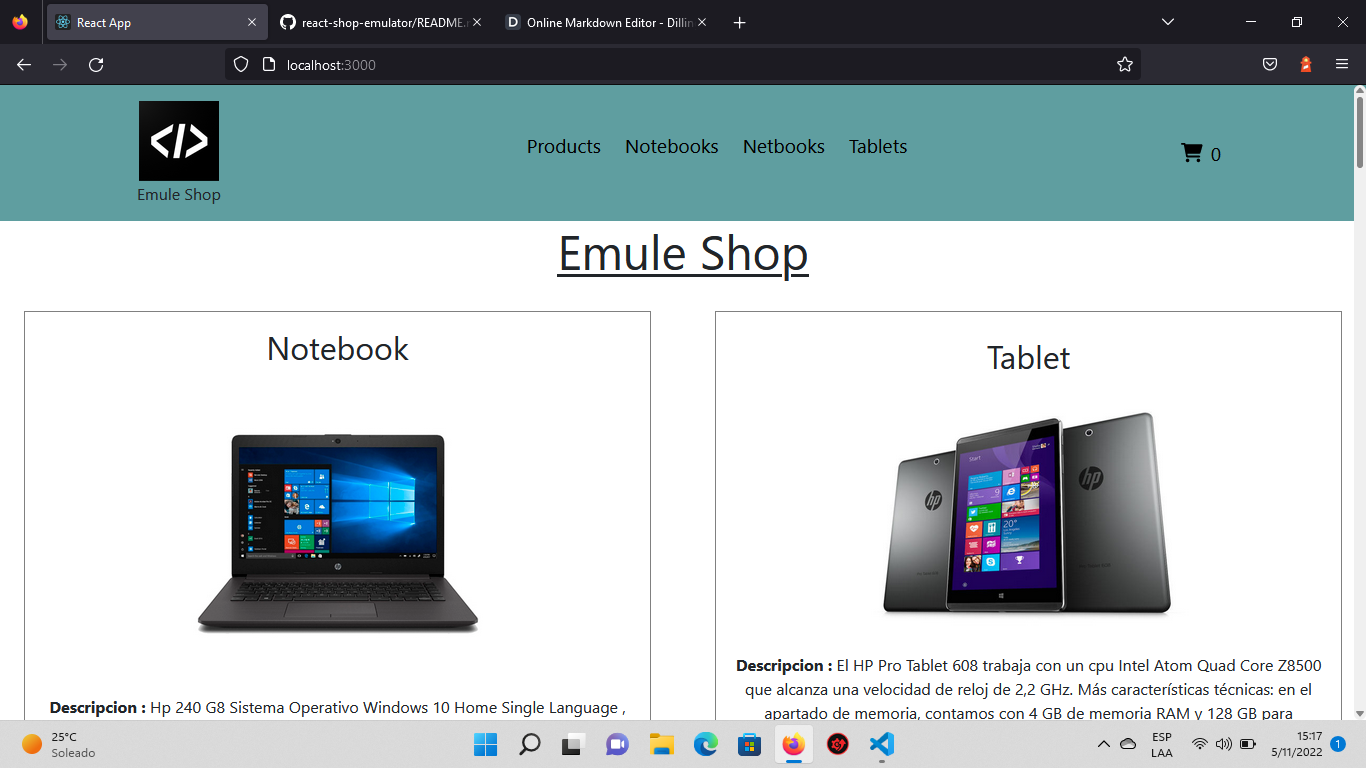 React App
react-shop-emulator/README.
Online Markdown Editor - Dillin
localhost:3000
</>
Emule Shop
Products Notebooks Netbooks Tablets
0
Emule Shop
Notebook
Tablet
hp
hp
Start
20°
Descripcion : Hp 240 G8 Sistema Operativo Windows 10 Home Single Language ,
Descripcion : El HP Pro Tablet 608 trabaja con un cpu Intel Atom Quad Core Z8500
que alcanza una velocidad de reloj de 2,2 GHz. Más características técnicas: en el
apartado de memoria, contamos con 4 GB de memoria RAM y 128 GB para
25°C
Soleado
ESP
LAA
15:17
5/11/2022
1